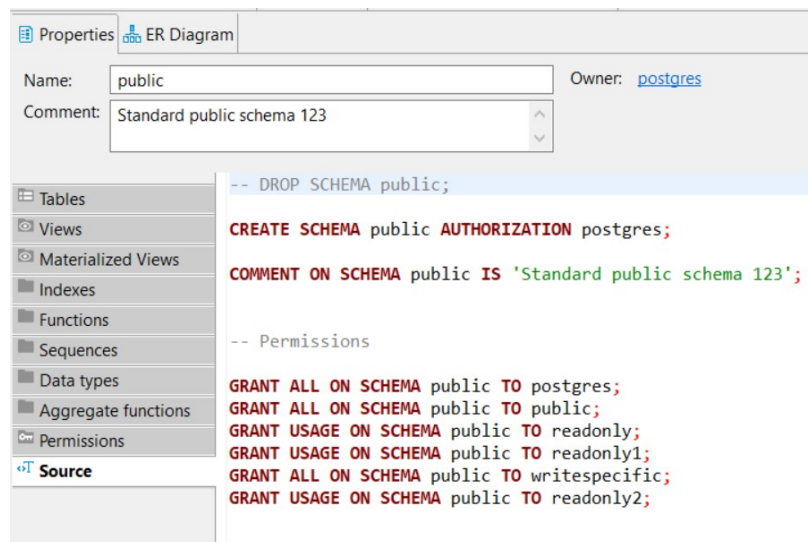 Properties ER Diagram
Name: public Owner: postgres
Comment: Standard public schema 123
Tables
Views
Materialized Views
Indexes
Functions
Sequences
Data types
Aggregate functions
Permissions
Source
-- DROP SCHEMA public;
CREATE SCHEMA public AUTHORIZATION postgres;
COMMENT ON SCHEMA public IS 'Standard public schema 123';
-- Permissions
GRANT ALL ON SCHEMA public TO postgres;
GRANT ALL ON SCHEMA public TO public;
GRANT USAGE ON SCHEMA public TO readonly;
GRANT USAGE ON SCHEMA public TO readonly1;
GRANT ALL ON SCHEMA public TO writespecific;
GRANT USAGE ON SCHEMA public TO readonly2;